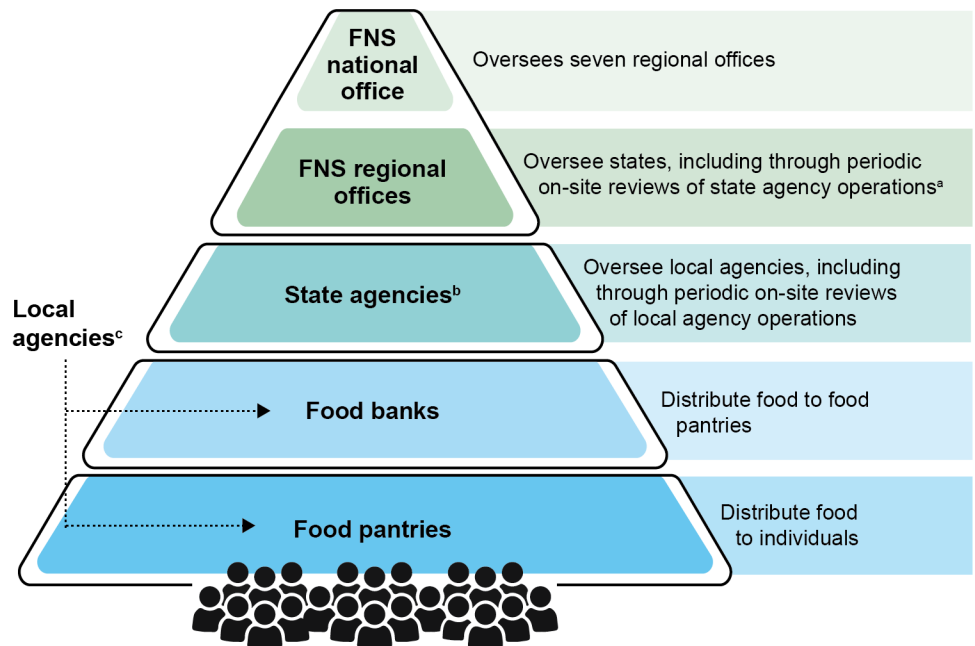 FNS
national
office
Oversees seven regional offices
FNS regional
offices
Oversee states, including through periodic
on-site reviews of state agency operationsᵃ
State agenciesᵇ
Oversee local agencies, including
through periodic on-site reviews
of local agency operations
Local
agenciesᶜ
Food banks
Distribute food to food
pantries
Food pantries
Distribute food
to individuals